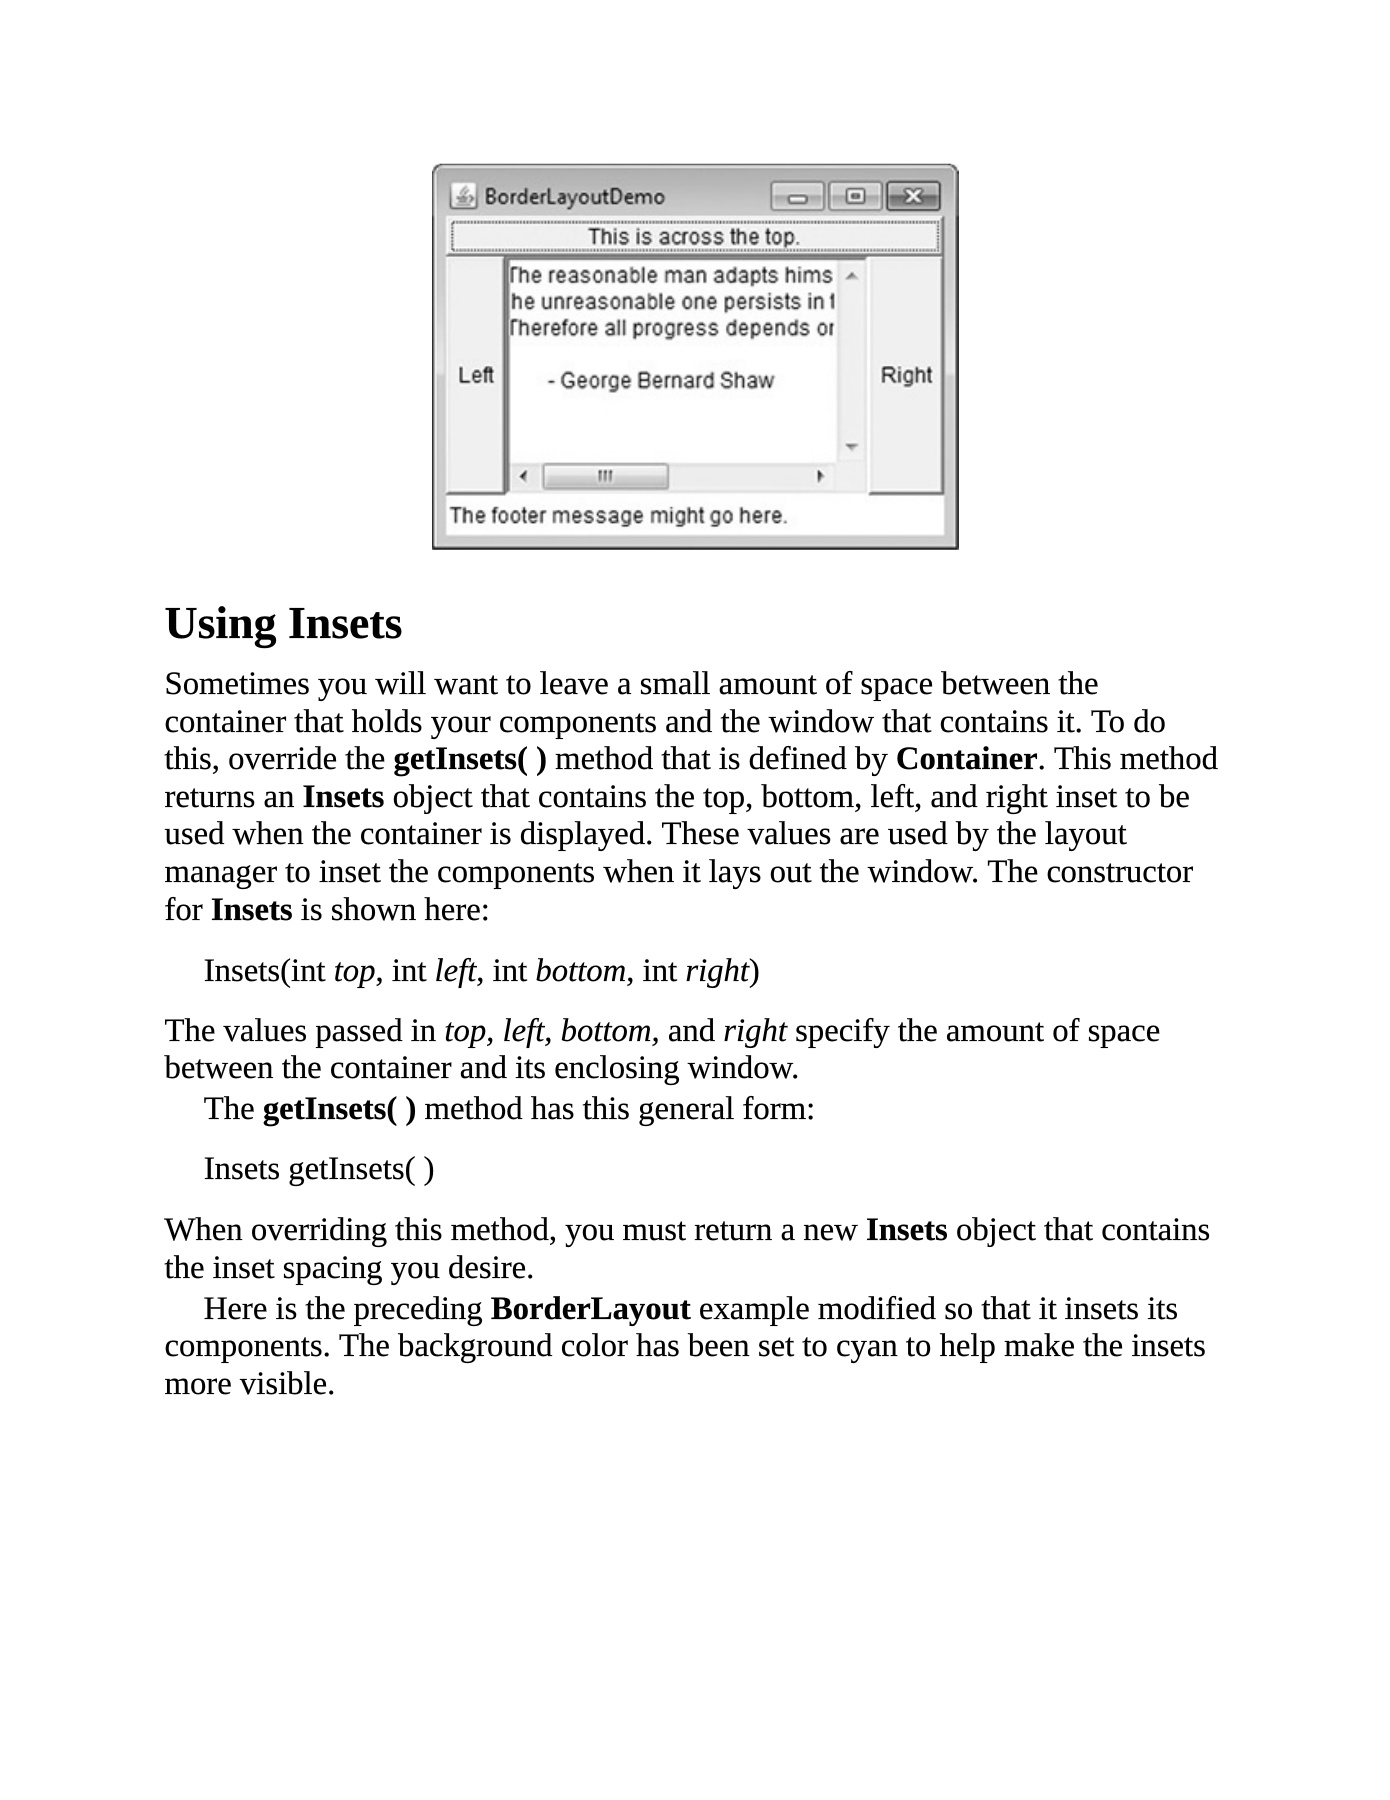 BorderLayoutDemo
This is across the top.
The reasonable man adapts hims
he unreasonable one persists in t
Therefore all progress depends or
Left
- George Bernard Shaw
Right
The footer message might go here.
Using Insets
Sometimes you will want to leave a small amount of space between the
container that holds your components and the window that contains it. To do
this, override the getInsets( ) method that is defined by Container. This method
returns an Insets object that contains the top, bottom, left, and right inset to be
used when the container is displayed. These values are used by the layout
manager to inset the components when it lays out the window. The constructor
for Insets is shown here:
Insets(int top, int left, int bottom, int right)
The values passed in top, left, bottom, and right specify the amount of space
between the container and its enclosing window.
The getInsets( ) method has this general form:
Insets getInsets( )
When overriding this method, you must return a new Insets object that contains
the inset spacing you desire.
Here is the preceding BorderLayout example modified so that it insets its
components. The background color has been set to cyan to help make the insets
more visible.